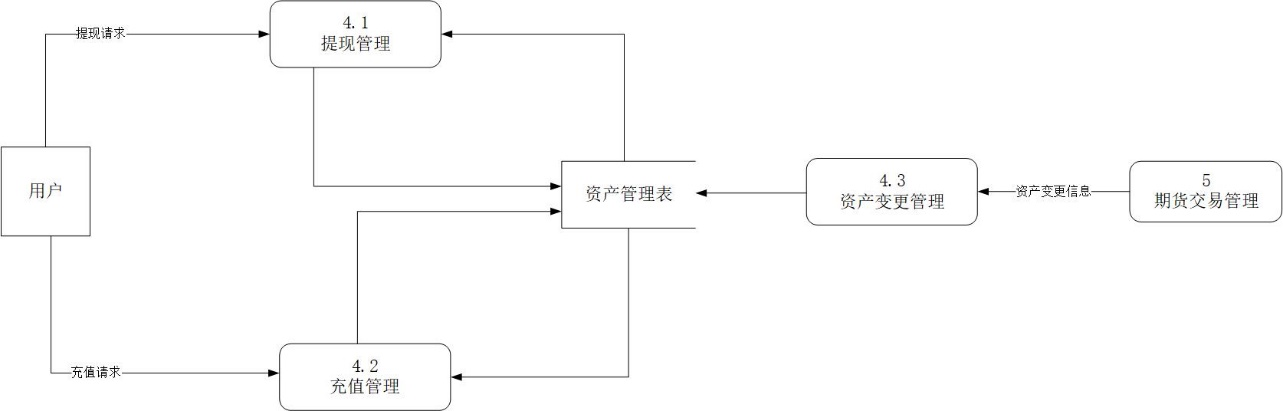 提现请求
4.1
提现管理
用户
资产管理表
4.3
资产变更管理
资产变更信息
5
期货交易管理
充值请求
4.2
充值管理